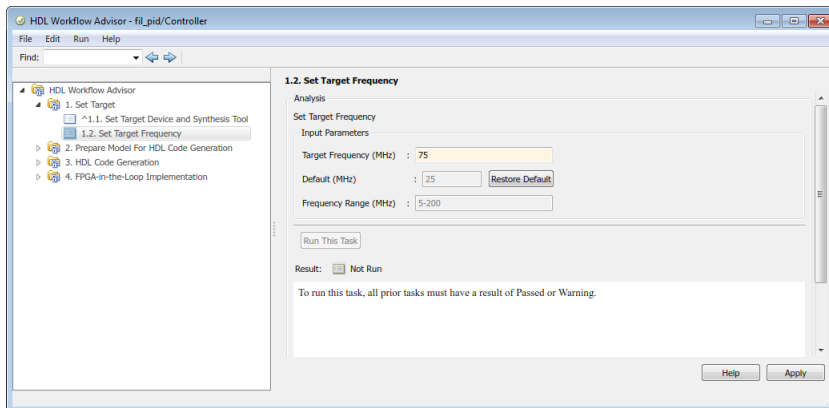 HDL Workflow Advisor - fil_pid/Controller
File Edit Run Help
Find:
HDL Workflow Advisor
1. Set Target
^1.1. Set Target Device and Synthesis Tool
1.2. Set Target Frequency
2. Prepare Model For HDL Code Generation
3. HDL Code Generation
4. FPGA-in-the-Loop Implementation
1.2. Set Target Frequency
Analysis
Set Target Frequency
Input Parameters
Target Frequency (MHz) : 75
Default (MHz) : 25 Restore Default
Frequency Range (MHz) : 5-200
Run This Task
Result: Not Run
To run this task, all prior tasks must have a result of Passed or Warning.
Help Apply